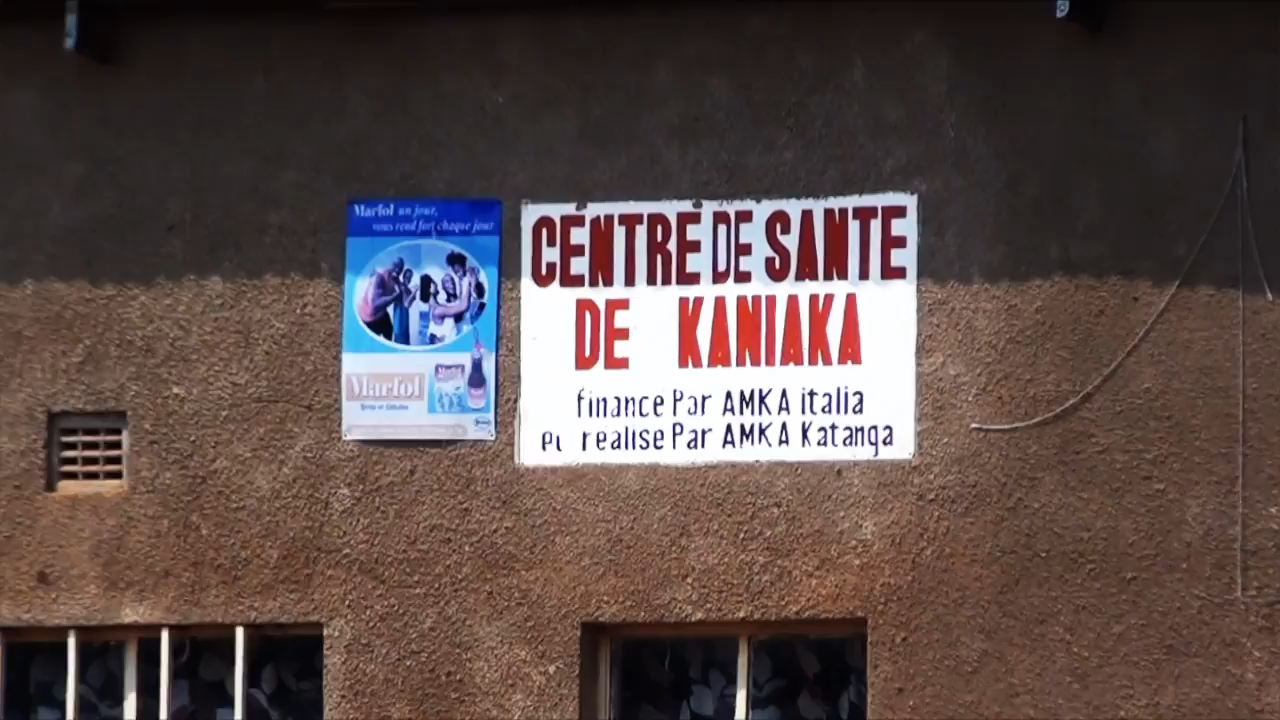 Marfol un jour,
vous rend fort chaque jour
Marfol
CENTRE DE SANTE
DE KANIAKA
finance Par AMKA italia
et realise Par AMKA Katanga